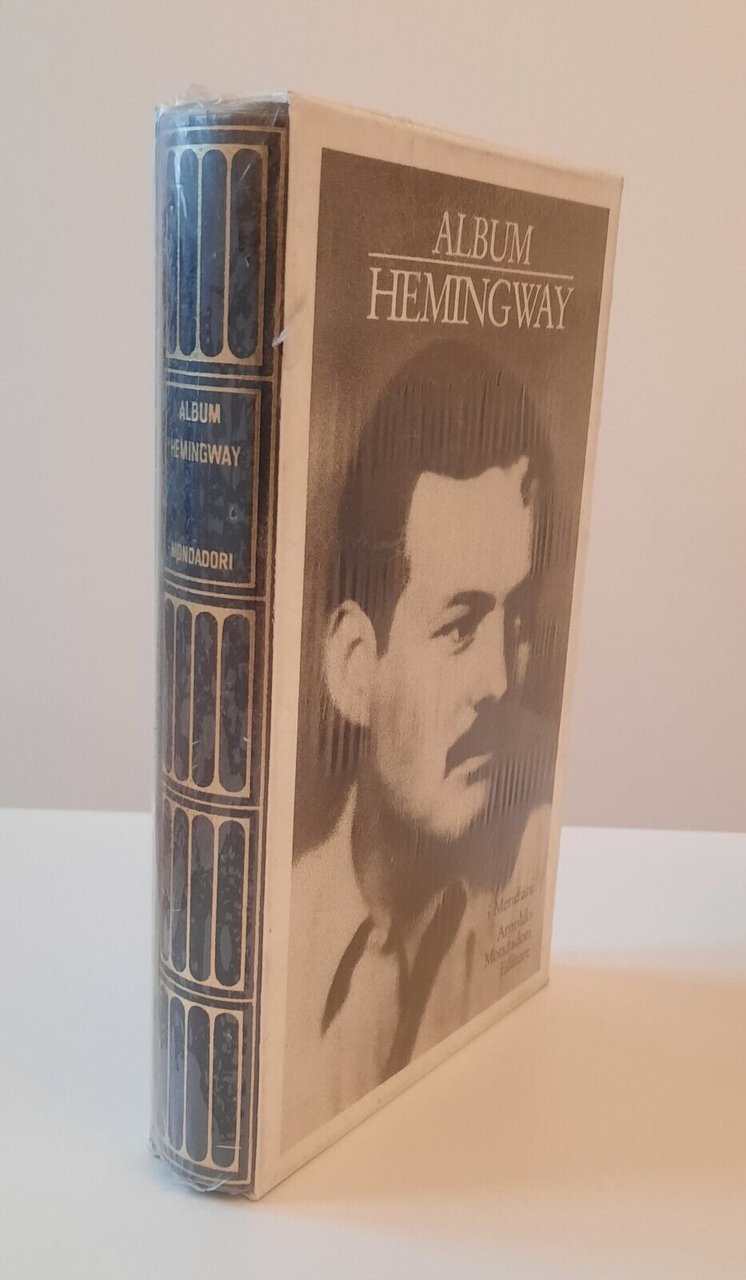 ALBUM
HEMINGWAY
MONDADORI
ALBUM
HEMINGWAY
i Meridiani
Arnoldo
Mondadori
Editore